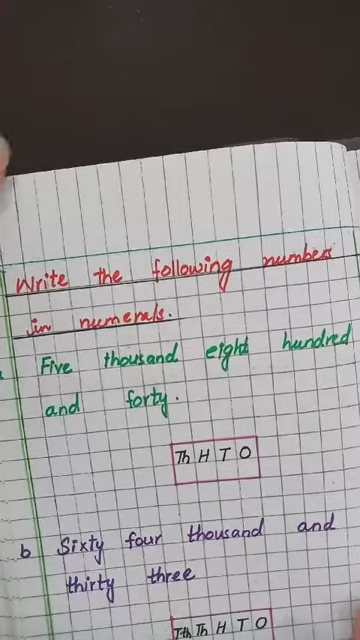 Write the following numbers
in numerals.
Five thousand eight hundred
and forty.
Th H T O
b Sixty four thousand and
thirty three
Tth Th H T O